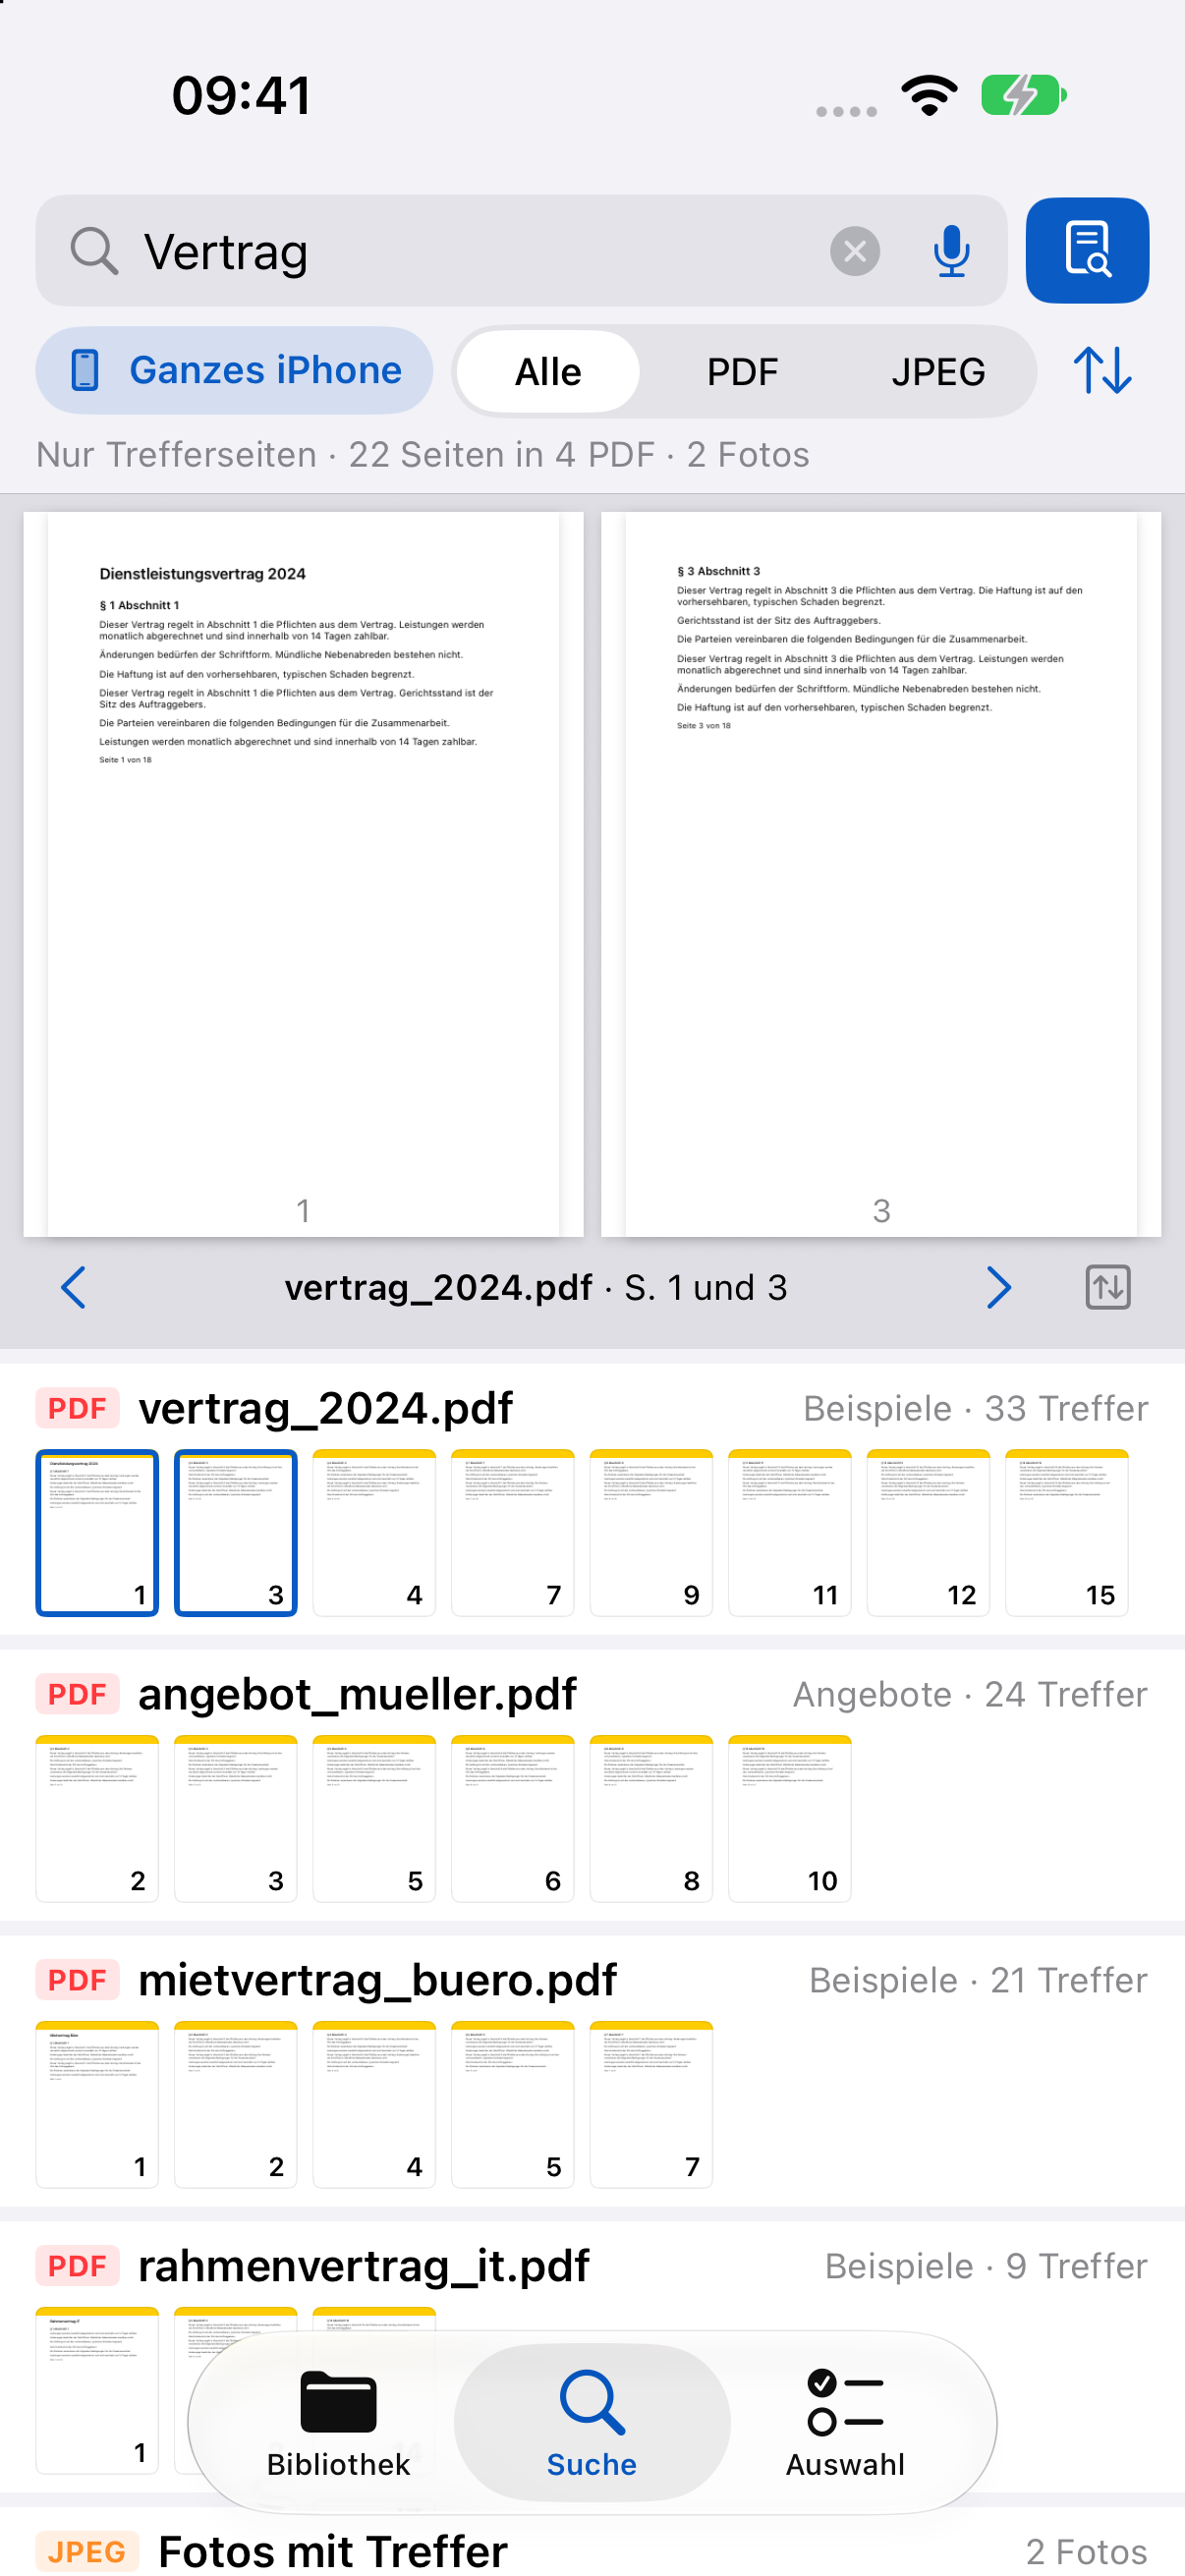 09:41
Vertrag
Ganzes iPhone
Alle
PDF
JPEG
Nur Trefferseiten · 22 Seiten in 4 PDF · 2 Fotos
Dienstleistungsvertrag 2024
§ 1 Abschnitt 1
Dieser Vertrag regelt in Abschnitt 1 die Pflichten aus dem Vertrag. Leistungen werden
monatlich abgerechnet und sind innerhalb von 14 Tagen zahlbar.
Änderungen bedürfen der Schriftform. Mündliche Nebenabreden bestehen nicht.
Die Haftung ist auf den vorhersehbaren, typischen Schaden begrenzt.
Dieser Vertrag regelt in Abschnitt 1 die Pflichten aus dem Vertrag. Gerichtsstand ist der
Sitz des Auftraggebers.
Die Parteien vereinbaren die folgenden Bedingungen für die Zusammenarbeit.
Leistungen werden monatlich abgerechnet und sind innerhalb von 14 Tagen zahlbar.
Seite 1 von 18
1
§ 3 Abschnitt 3
Dieser Vertrag regelt in Abschnitt 3 die Pflichten aus dem Vertrag. Die Haftung ist auf den
vorhersehbaren, typischen Schaden begrenzt.
Gerichtsstand ist der Sitz des Auftraggebers.
Die Parteien vereinbaren die folgenden Bedingungen für die Zusammenarbeit.
Dieser Vertrag regelt in Abschnitt 3 die Pflichten aus dem Vertrag. Leistungen werden
monatlich abgerechnet und sind innerhalb von 14 Tagen zahlbar.
Änderungen bedürfen der Schriftform. Mündliche Nebenabreden bestehen nicht.
Die Haftung ist auf den vorhersehbaren, typischen Schaden begrenzt.
Seite 3 von 18
3
vertrag_2024.pdf · S. 1 und 3
PDF vertrag_2024.pdf Beispiele · 33 Treffer
1 3 4 7 9 11 12 15
PDF angebot_mueller.pdf Angebote · 24 Treffer
2 3 5 6 8 10
PDF mietvertrag_buero.pdf Beispiele · 21 Treffer
1 2 4 5 7
PDF rahmenvertrag_it.pdf Beispiele · 9 Treffer
1
Bibliothek
Suche
Auswahl
JPEG Fotos mit Treffer 2 Fotos